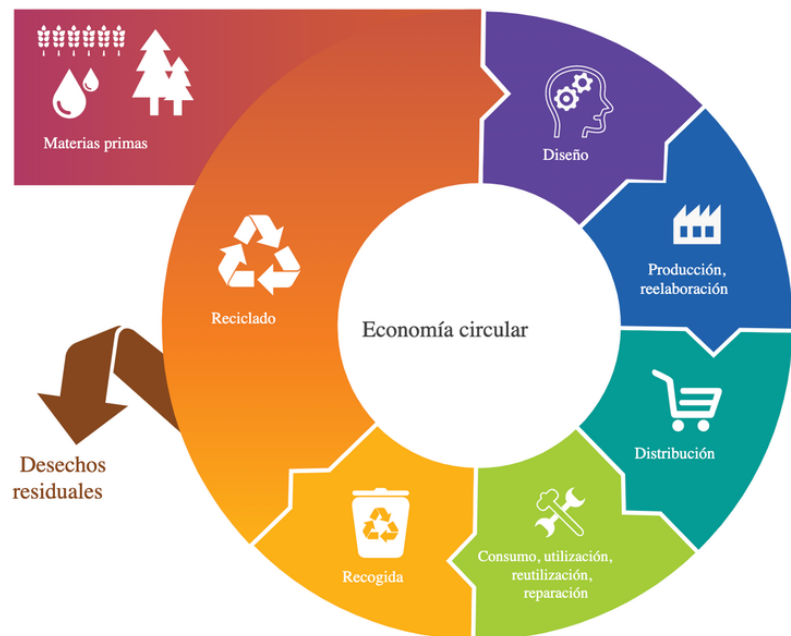 Materias primas
Diseño
Producción,
reelaboración
Distribución
Consumo, utilización,
reutilización,
reparación
Recogida
Reciclado
Economía circular
Desechos
residuales